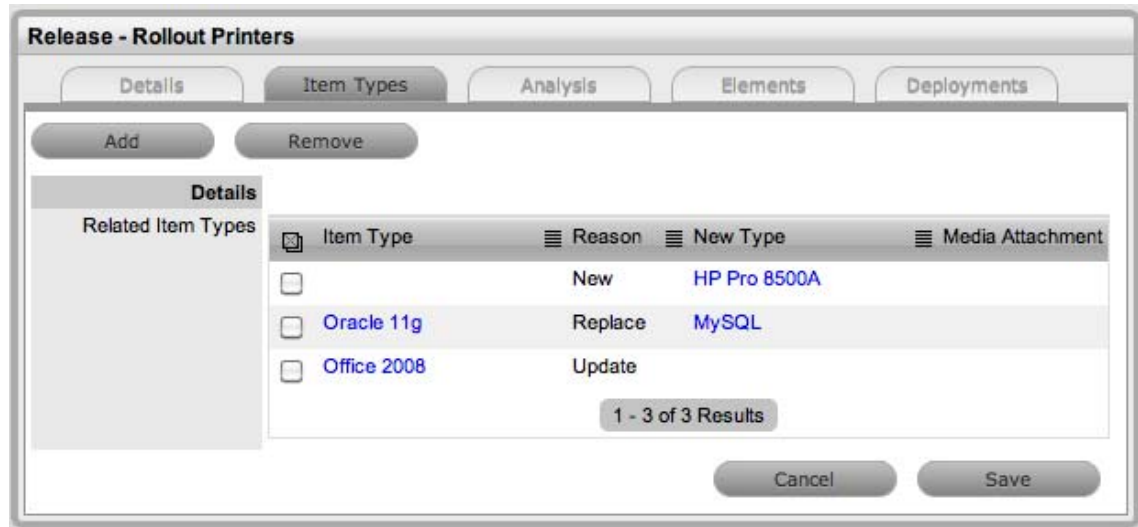 Release - Rollout Printers
Details Item Types Analysis Elements Deployments
Add Remove
Details
Related Item Types
Item Type Reason New Type Media Attachment
New HP Pro 8500A
Oracle 11g Replace MySQL
Office 2008 Update
1 - 3 of 3 Results
Cancel Save